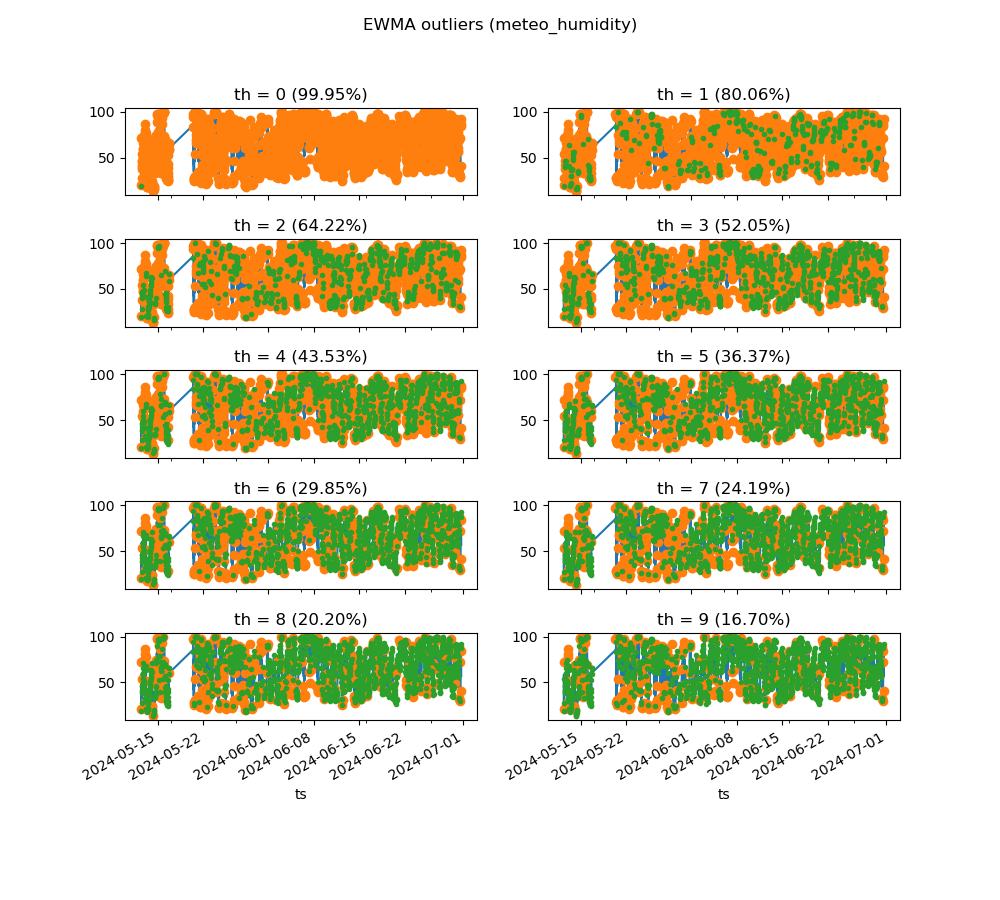 EWMA outliers (meteo_humidity)
th = 0 (99.95%)
th = 1 (80.06%)
100
50
100
50
th = 2 (64.22%)
th = 3 (52.05%)
100
50
100
50
th = 4 (43.53%)
th = 5 (36.37%)
100
50
100
50
th = 6 (29.85%)
th = 7 (24.19%)
100
50
100
50
th = 8 (20.20%)
th = 9 (16.70%)
100
50
100
50
2024-05-15
2024-05-22
2024-06-01
2024-06-08
2024-06-15
2024-06-22
2024-07-01
2024-05-15
2024-05-22
2024-06-01
2024-06-08
2024-06-15
2024-06-22
2024-07-01
ts
ts